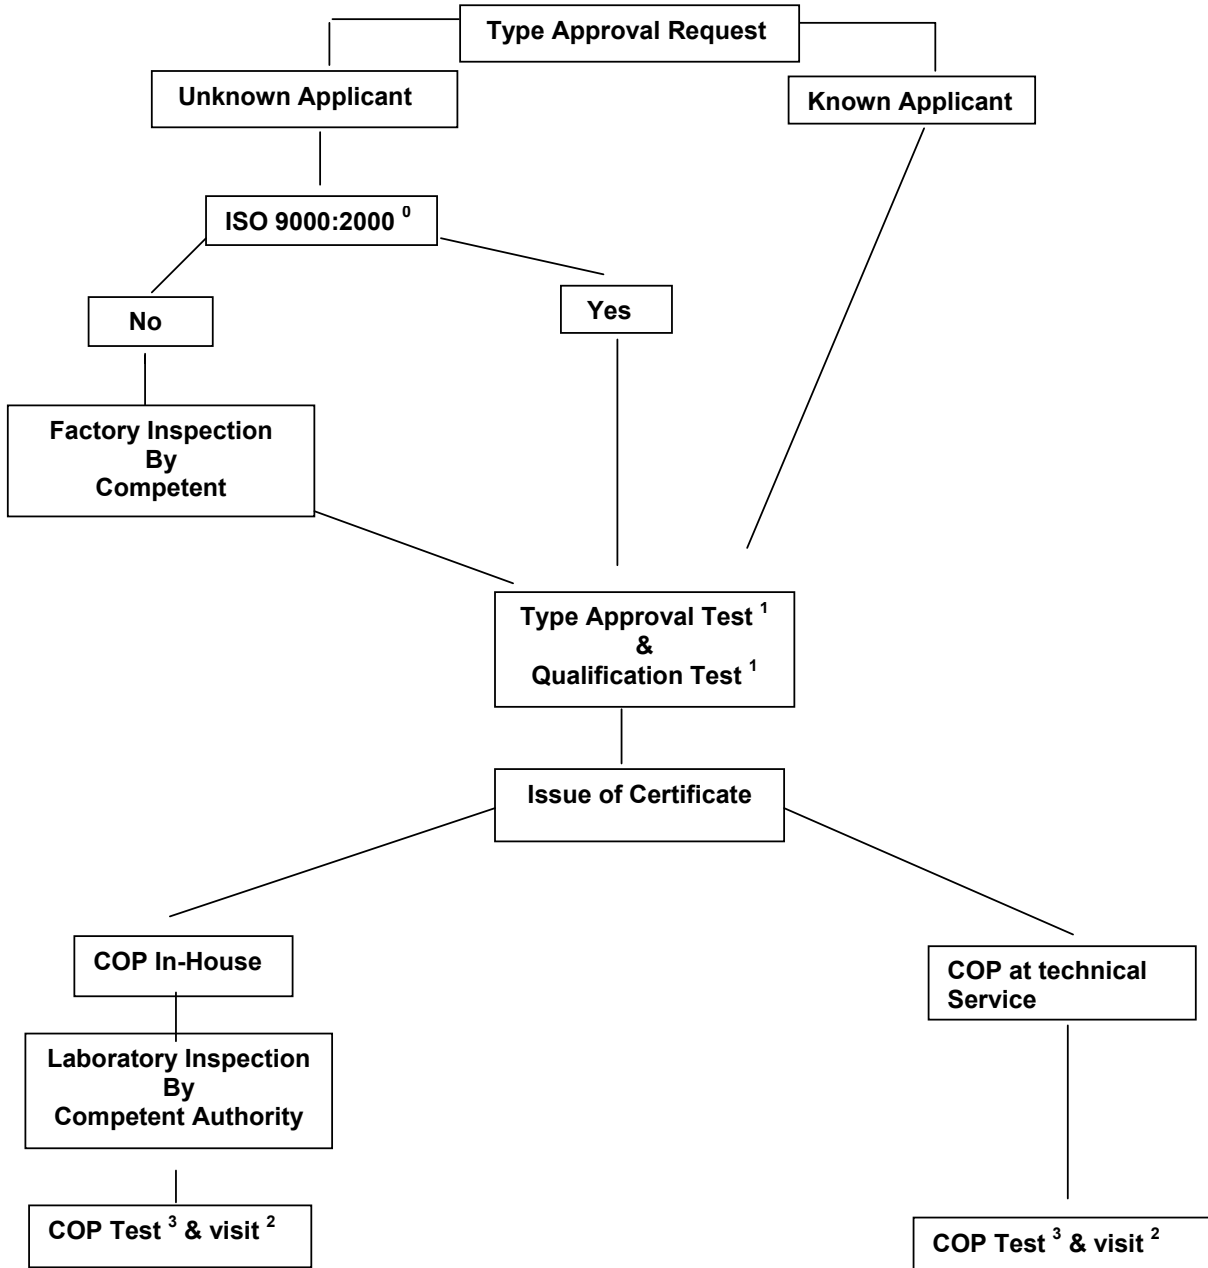 Type Approval Request
Unknown Applicant
Known Applicant
ISO 9000:2000 0
No
Yes
Factory Inspection
By
Competent
Type Approval Test 1
&
Qualification Test 1
Issue of Certificate
COP In-House
COP at technical
Service
Laboratory Inspection
By
Competent Authority
COP Test 3 & visit 2
COP Test 3 & visit 2